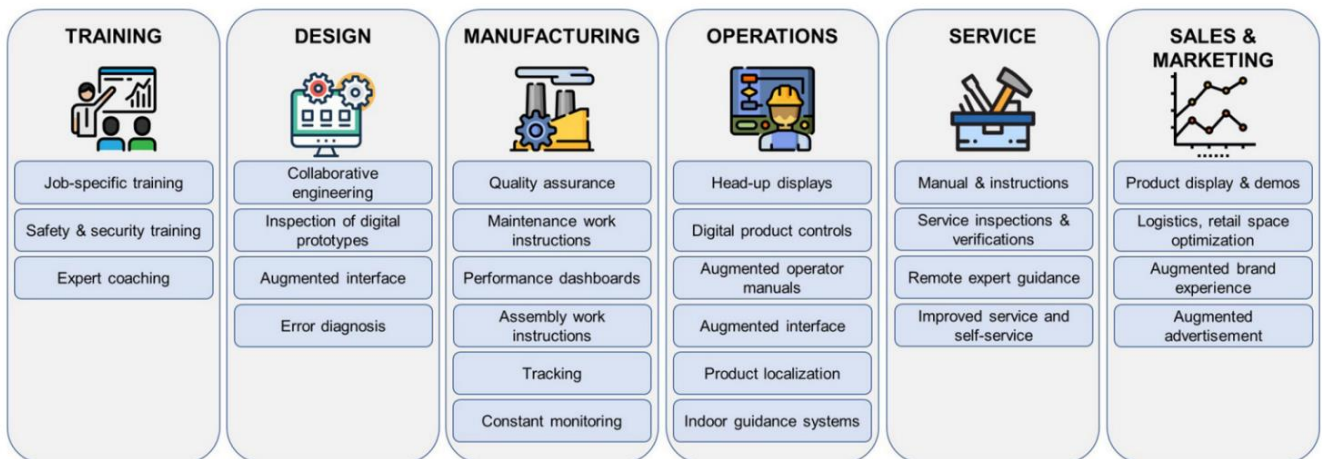 TRAINING
Job-specific training
Safety & security training
Expert coaching
DESIGN
Collaborative
engineering
Inspection of digital
prototypes
Augmented interface
Error diagnosis
MANUFACTURING
Quality assurance
Maintenance work
instructions
Performance dashboards
Assembly work
instructions
Tracking
Constant monitoring
OPERATIONS
Head-up displays
Digital product controls
Augmented operator
manuals
Augmented interface
Product localization
Indoor guidance systems
SERVICE
Manual & instructions
Service inspections &
verifications
Remote expert guidance
Improved service and
self-service
SALES &
MARKETING
Product display & demos
Logistics, retail space
optimization
Augmented brand
experience
Augmented
advertisement